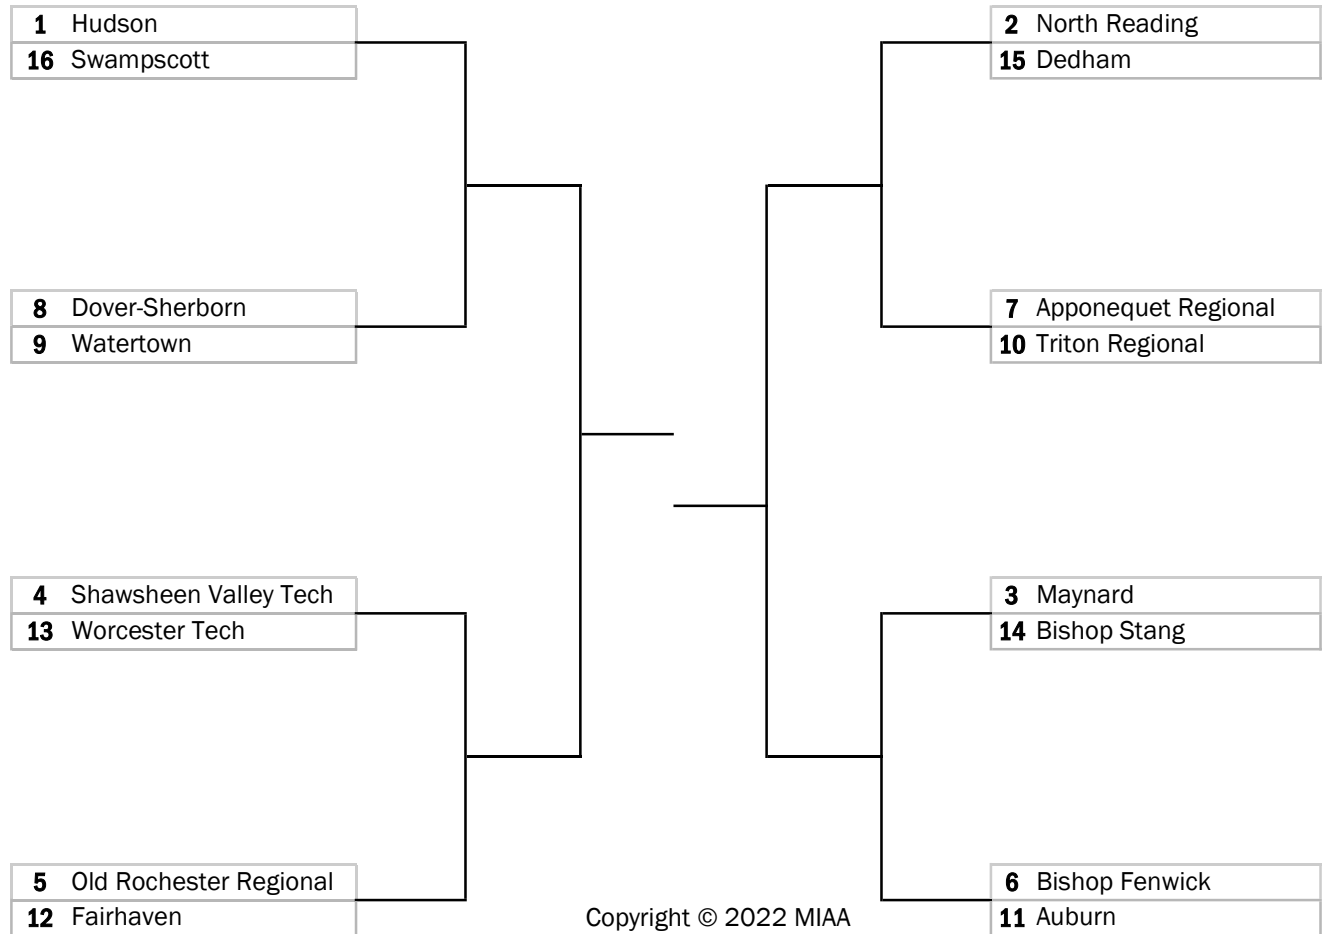 1 Hudson
16 Swampscott
8 Dover-Sherborn
9 Watertown
4 Shawsheen Valley Tech
13 Worcester Tech
5 Old Rochester Regional
12 Fairhaven
2 North Reading
15 Dedham
7 Apponequet Regional
10 Triton Regional
3 Maynard
14 Bishop Stang
6 Bishop Fenwick
11 Auburn
Copyright © 2022 MIAA